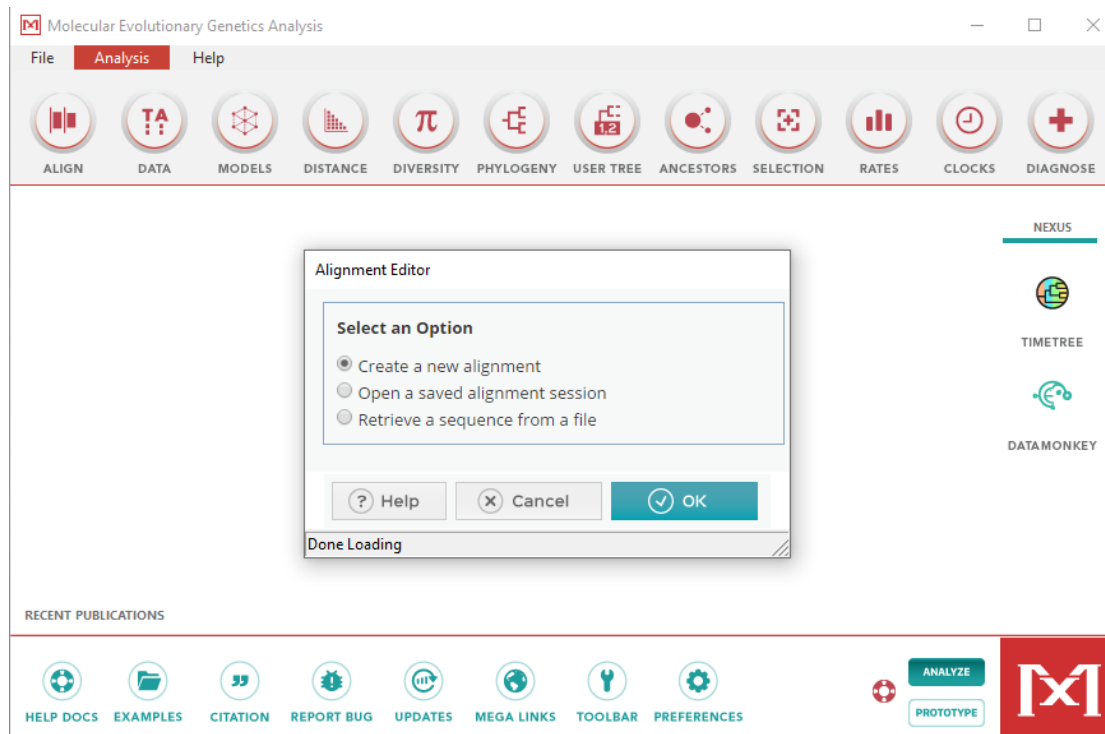 Molecular Evolutionary Genetics Analysis
File Analysis Help
TA π 1,2
ALIGN DATA MODELS DISTANCE DIVERSITY PHYLOGENY USER TREE ANCESTORS SELECTION RATES CLOCKS DIAGNOSE
NEXUS
TIMETREE
DATAMONKEY
Alignment Editor
Select an Option
Create a new alignment
Open a saved alignment session
Retrieve a sequence from a file
? Help Cancel OK
Done Loading
RECENT PUBLICATIONS
HELP DOCS EXAMPLES CITATION REPORT BUG UPDATES MEGA LINKS TOOLBAR PREFERENCES
ANALYZE
PROTOTYPE